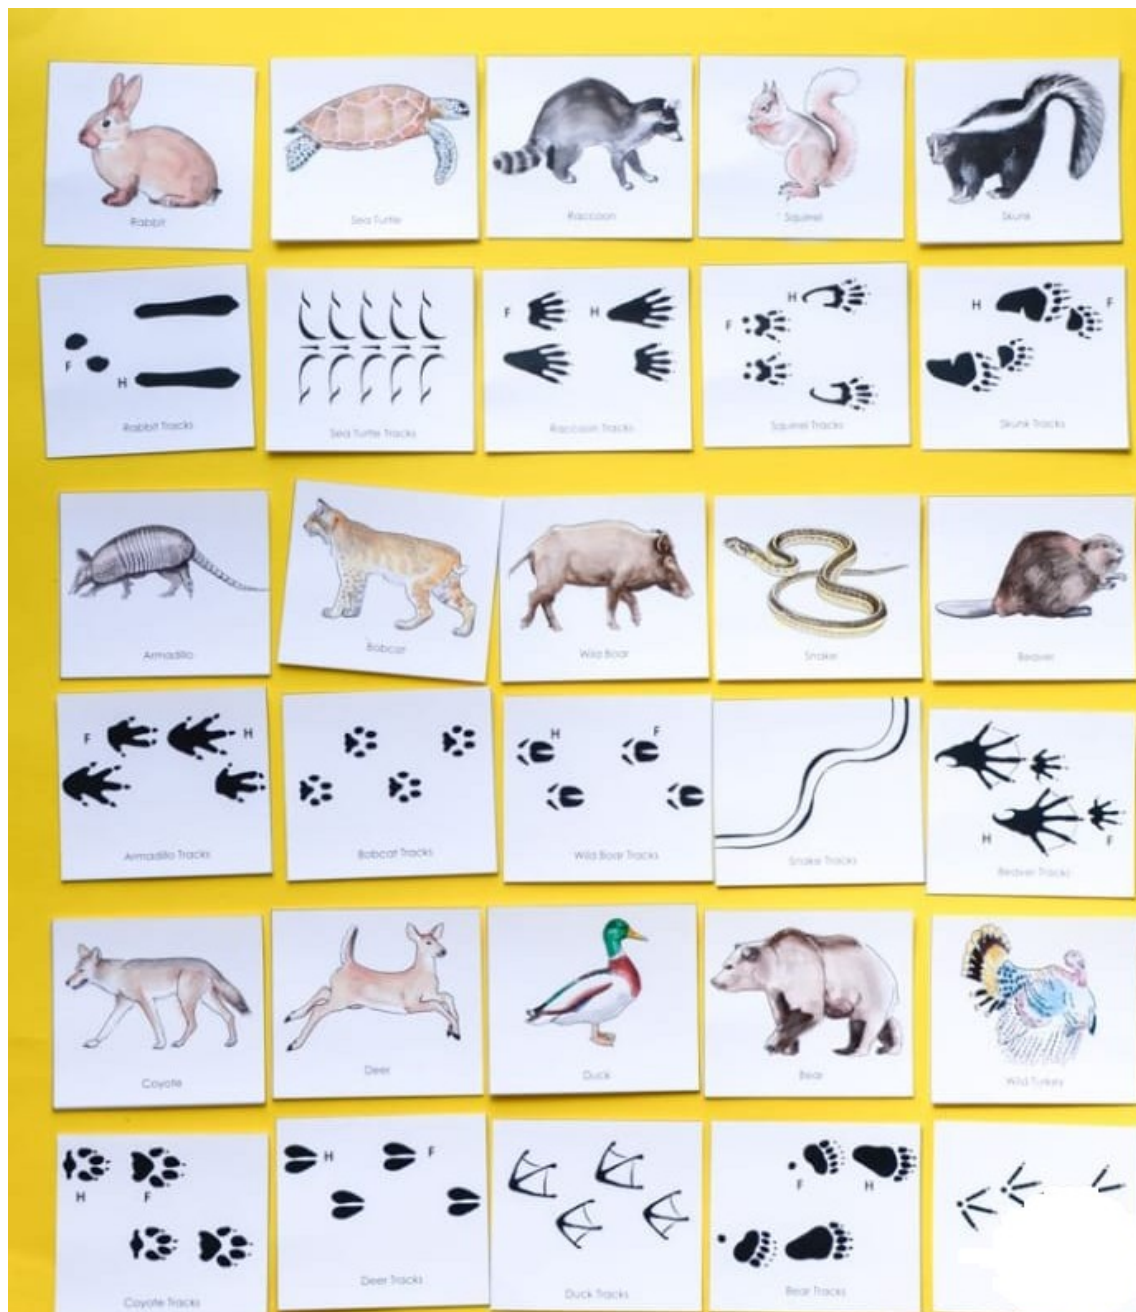 Rabbit
Sea Turtle
Raccoon
Squirrel
Skunk
F
H
Rabbit Tracks
Sea Turtle Tracks
F H
Raccoon Tracks
H
F
Squirrel Tracks
H F
Skunk Tracks
Armadillo
Bobcat
Wild Boar
Snake
Beaver
F H
Armadillo Tracks
Bobcat Tracks
H F
Wild Boar Tracks
Snake Tracks
H F
Beaver Tracks
Coyote
Deer
Duck
Bear
Wild Turkey
H F
Coyote Tracks
H F
Deer Tracks
Duck Tracks
F H
Bear Tracks